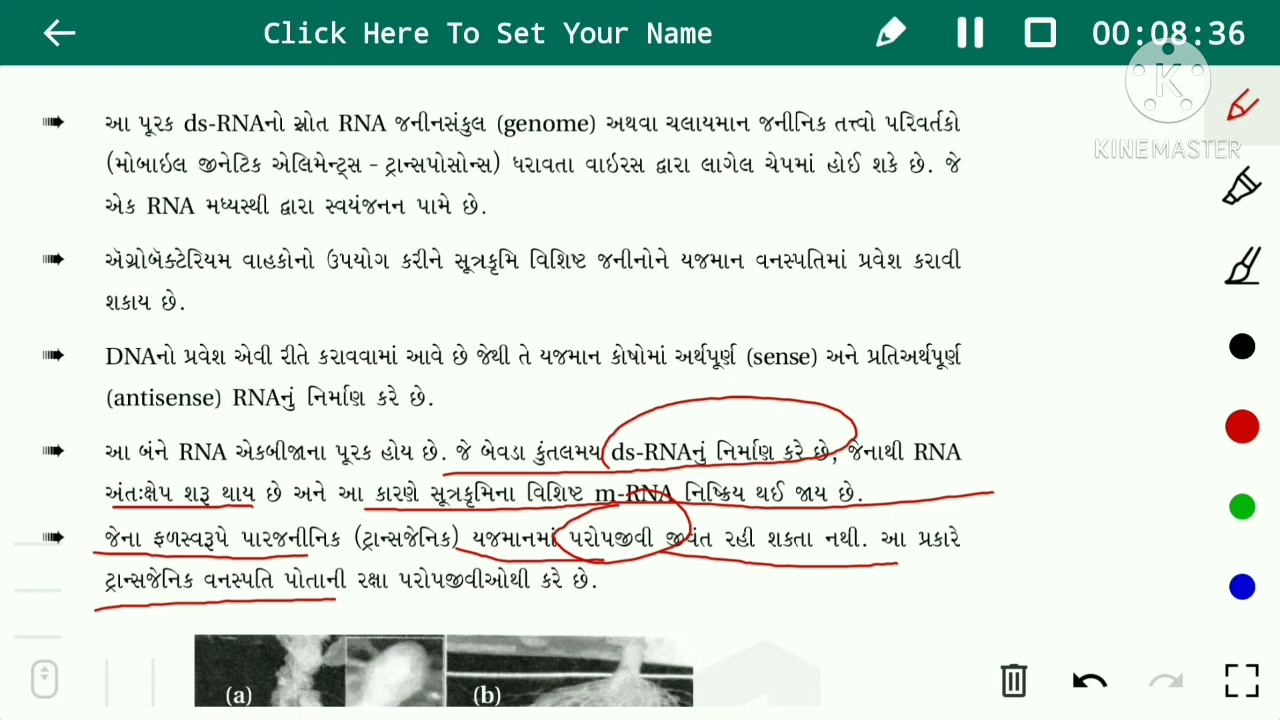 Click Here To Set Your Name
00:08:36
KINEMASTER
આ પૂરક ds-RNAનો સ્રોત RNA જનીનસંકુલ (genome) અથવા ચલાયમાન જનીનિક તત્ત્વો પરિવર્તકો
(મોબાઇલ જીનેટિક એલિમેન્ટ્સ - ટ્રાન્સપોસોન્સ) ધરાવતા વાઇરસ દ્વારા લાગેલ ચેપમાં હોઈ શકે છે. જે
એક RNA મધ્યસ્થી દ્વારા સ્વયંજનન પામે છે.
ઍગ્રોબૅક્ટેરિયમ વાહકોનો ઉપયોગ કરીને સૂત્રકૃમિ વિશિષ્ટ જનીનોને યજમાન વનસ્પતિમાં પ્રવેશ કરાવી
શકાય છે.
DNAનો પ્રવેશ એવી રીતે કરાવવામાં આવે છે જેથી તે યજમાન કોષોમાં અર્થપૂર્ણ (sense) અને પ્રતિઅર્થપૂર્ણ
(antisense) RNAનું નિર્માણ કરે છે.
આ બંને RNA એકબીજાના પૂરક હોય છે. જે બેવડા કુંતલમય ds-RNAનું નિર્માણ કરે છે, જેનાથી RNA
અંતઃક્ષેપ શરૂ થાય છે અને આ કારણે સૂત્રકૃમિના વિશિષ્ટ m-RNA નિષ્ક્રિય થઈ જાય છે.
જેના ફળસ્વરૂપે પારજનીનિક (ટ્રાન્સજેનિક) યજમાનમાં પરોપજીવી જીવંત રહી શકતા નથી. આ પ્રકારે
ટ્રાન્સજેનિક વનસ્પતિ પોતાની રક્ષા પરોપજીવીઓથી કરે છે.
(a) (b)